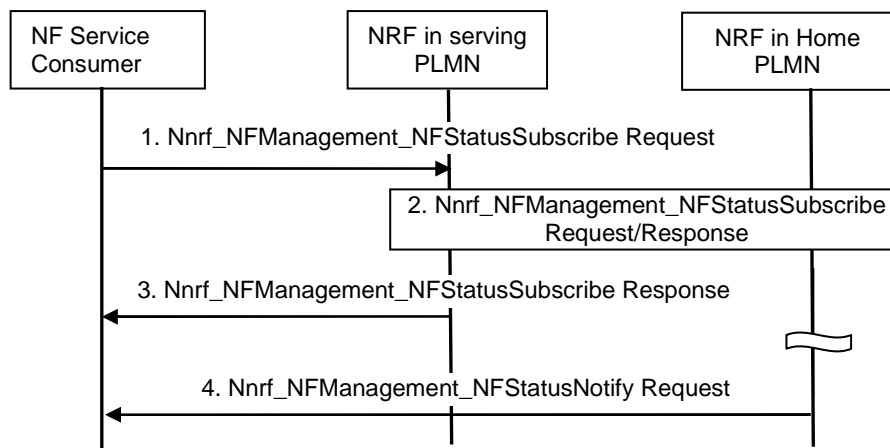 NF Service
Consumer
NRF in serving
PLMN
NRF in Home
PLMN
1. Nnrf_NFManagement_NFStatusSubscribe Request
2. Nnrf_NFManagement_NFStatusSubscribe
Request/Response
3. Nnrf_NFManagement_NFStatusSubscribe Response
4. Nnrf_NFManagement_NFStatusNotify Request